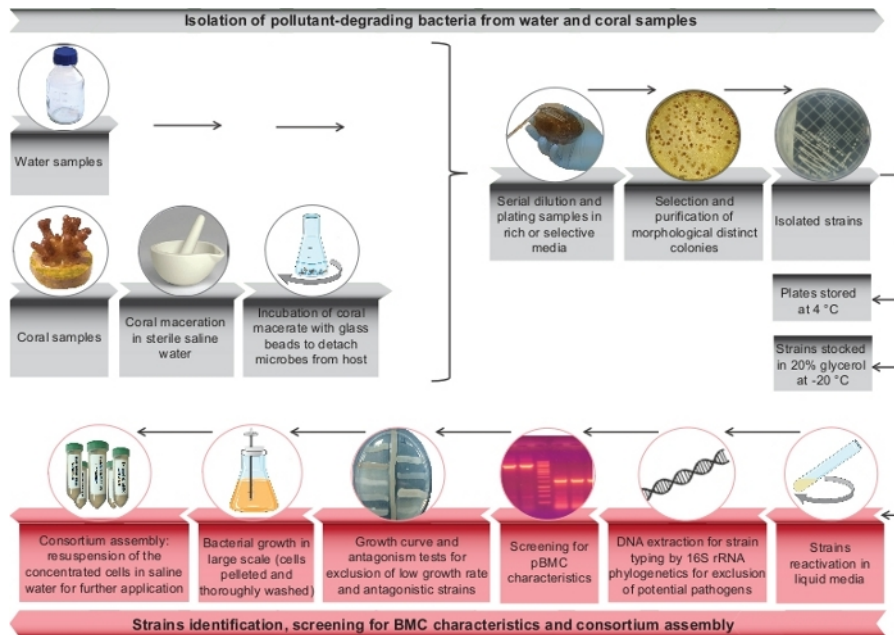 Isolation of pollutant-degrading bacteria from water and coral samples
Water samples
Coral samples
Coral maceration
in sterile saline
water
Incubation of coral
macerate with glass
beads to detach
microbes from host
Serial dilution and
plating samples in
rich or selective
media
Selection and
purification of
morphological distinct
colonies
Isolated strains
Plates stored
at 4 °C
Strains stocked
in 20% glycerol
at -20 °C
Strains
reactivation in
liquid media
DNA extraction for strain
typing by 16S rRNA
phylogenetics for exclusion
of potential pathogens
Screening for
pBMC
characteristics
Growth curve and
antagonism tests for
exclusion of low growth rate
and antagonistic strains
Bacterial growth in
large scale (cells
pelleted and
thoroughly washed)
Consortium assembly:
resuspension of the
concentrated cells in saline
water for further application
Strains identification, screening for BMC characteristics and consortium assembly